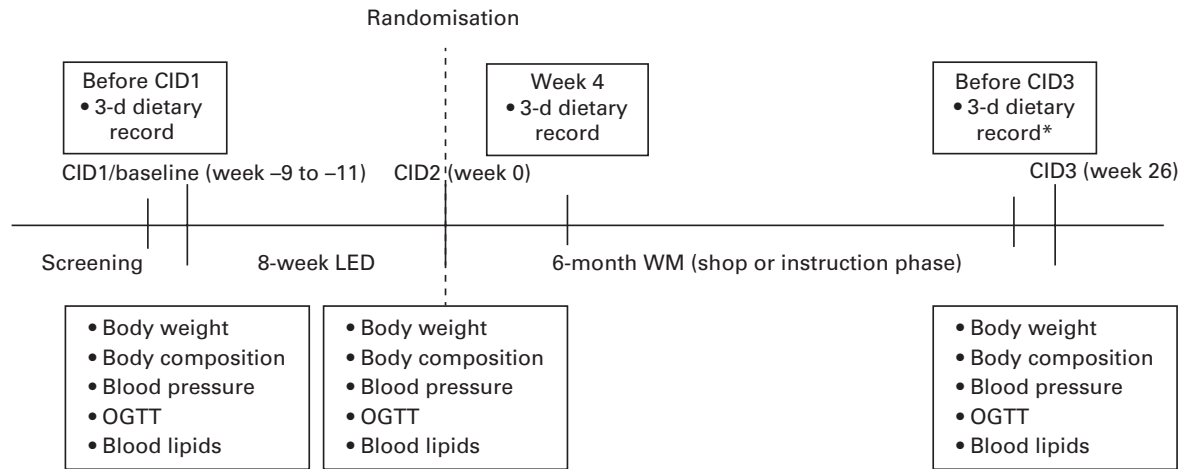 Randomisation
Before CID1
• 3-d dietary
record
Week 4
• 3-d dietary
record
Before CID3
• 3-d dietary
record*
CID1/baseline (week –9 to –11)
CID2 (week 0)
CID3 (week 26)
Screening
8-week LED
6-month WM (shop or instruction phase)
• Body weight
• Body composition
• Blood pressure
• OGTT
• Blood lipids
• Body weight
• Body composition
• Blood pressure
• OGTT
• Blood lipids
• Body weight
• Body composition
• Blood pressure
• OGTT
• Blood lipids